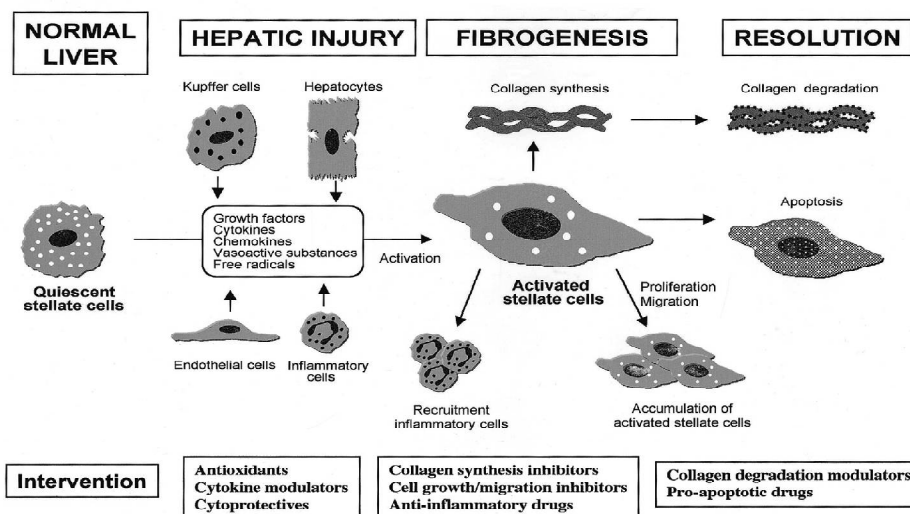 NORMAL
LIVER
HEPATIC INJURY
FIBROGENESIS
RESOLUTION
Kupffer cells
Hepatocytes
Collagen synthesis
Collagen degradation
Growth factors
Cytokines
Chemokines
Vasoactive substances
Free radicals
Activation
Apoptosis
Quiescent
stellate cells
Activated
stellate cells
Proliferation
Migration
Endothelial cells
Inflammatory
cells
Recruitment
inflammatory cells
Accumulation of
activated stellate cells
Intervention
Antioxidants
Cytokine modulators
Cytoprotectives
Collagen synthesis inhibitors
Cell growth/migration inhibitors
Anti-inflammatory drugs
Collagen degradation modulators
Pro-apoptotic drugs